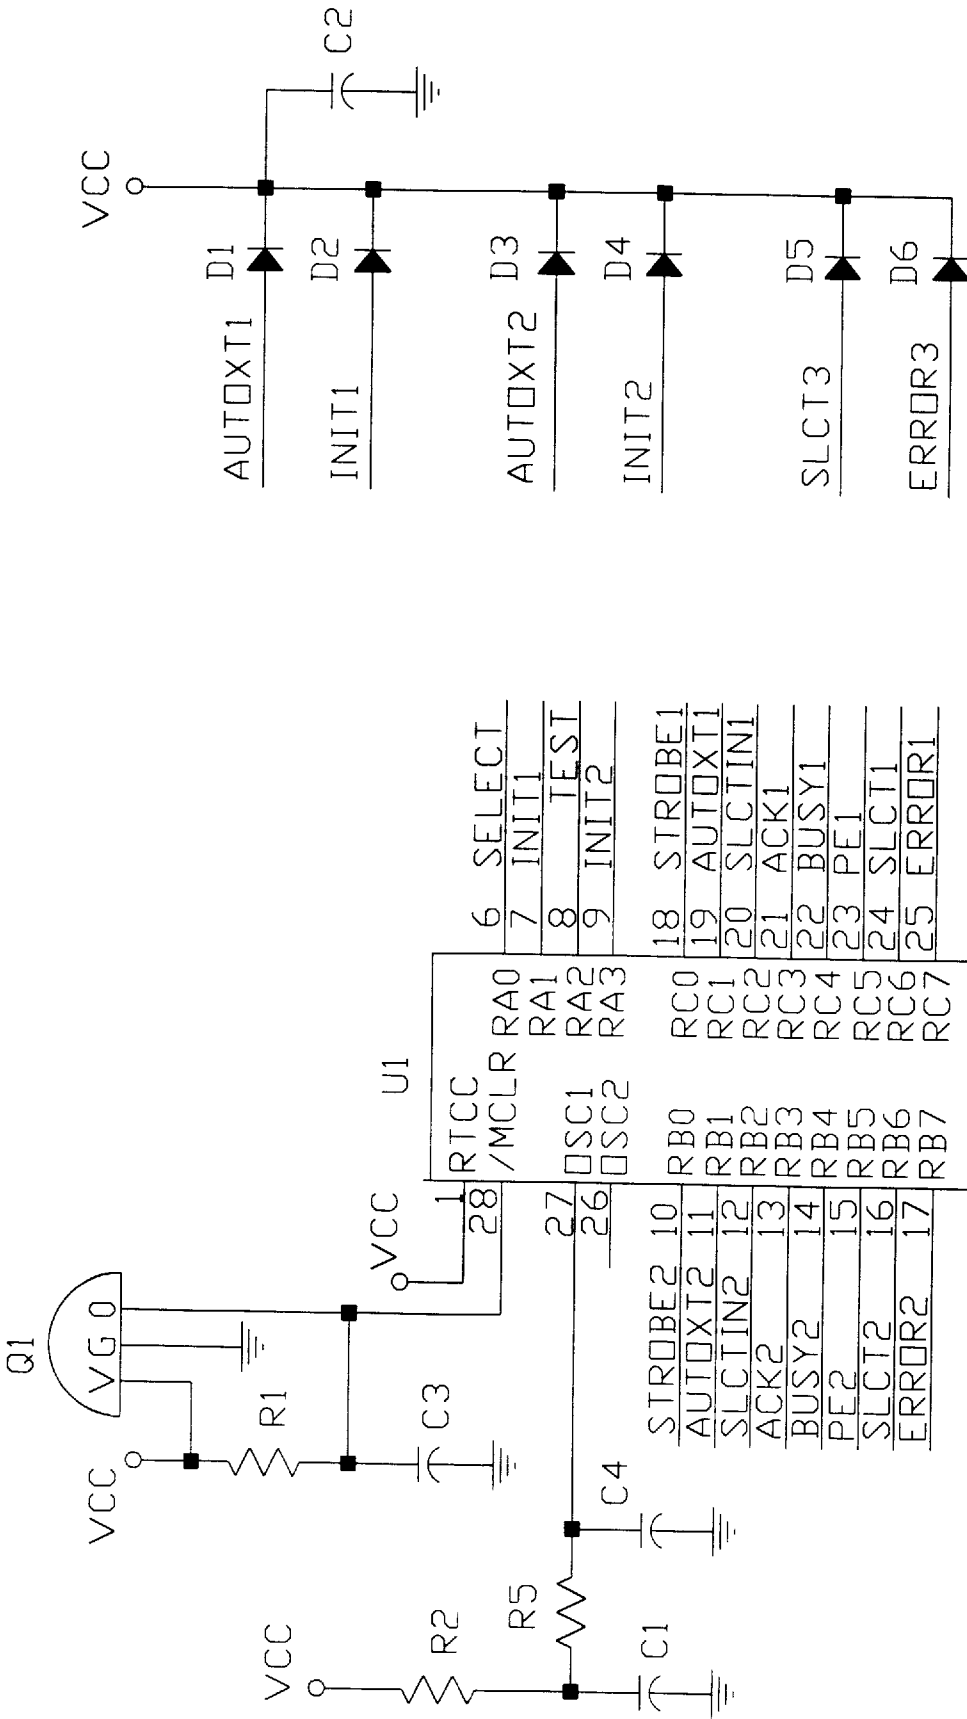 VCC
C2
D1
AUTOXT1
D2
INIT1
D3
AUTOXT2
D4
INIT2
D5
SLCT3
D6
ERROR3
Q1
V G O
VCC
R1
C3
VCC
U1
1 RTCC
28 /MCLR
27 OSC1
26 OSC2
RA0 6 SELECT
RA1 7 INIT1
RA2 8 TEST
RA3 9 INIT2
RC0 18 STROBE1
RC1 19 AUTOXT1
RC2 20 SLCTIN1
RC3 21 ACK1
RC4 22 BUSY1
RC5 23 PE1
RC6 24 SLCT1
RC7 25 ERROR1
STROBE2 10 RB0
AUTOXT2 11 RB1
SLCTIN2 12 RB2
ACK2 13 RB3
BUSY2 14 RB4
PE2 15 RB5
SLCT2 16 RB6
ERROR2 17 RB7
VCC
R2
R5
C4
C1